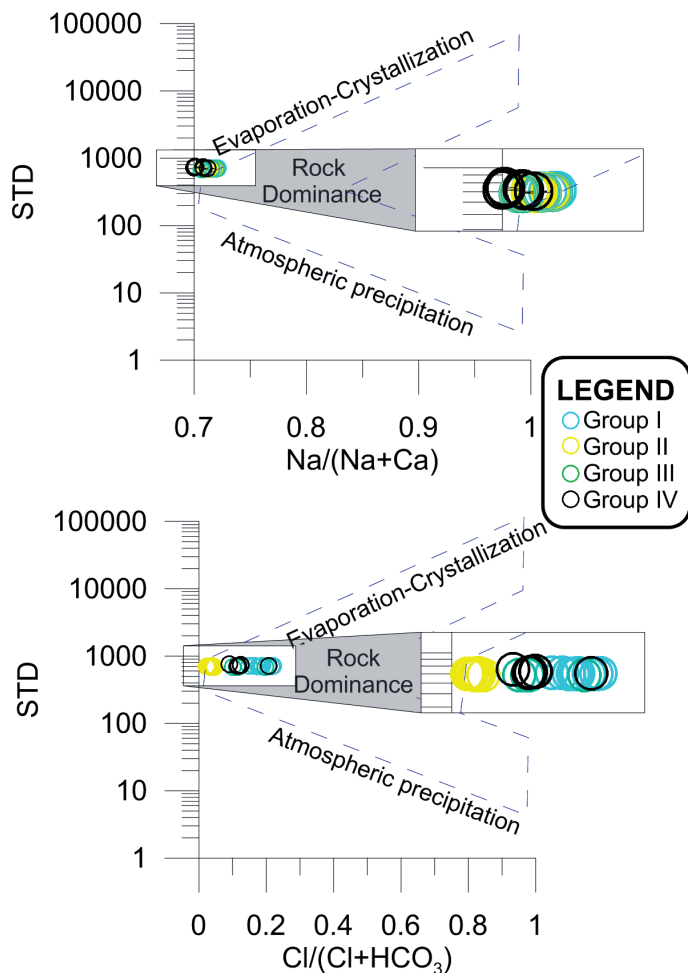 100000
10000
1000
100
10
1
STD
Evaporation-Crystallization
Rock
Dominance
Atmospheric precipitation
0.7
0.8
0.9
1
Na/(Na+Ca)
LEGEND
Group I
Group II
Group III
Group IV
100000
10000
1000
100
10
1
STD
Evaporation-Crystallization
Rock
Dominance
Atmospheric precipitation
0
0.2
0.4
0.6
0.8
1
Cl/(Cl+HCO₃)